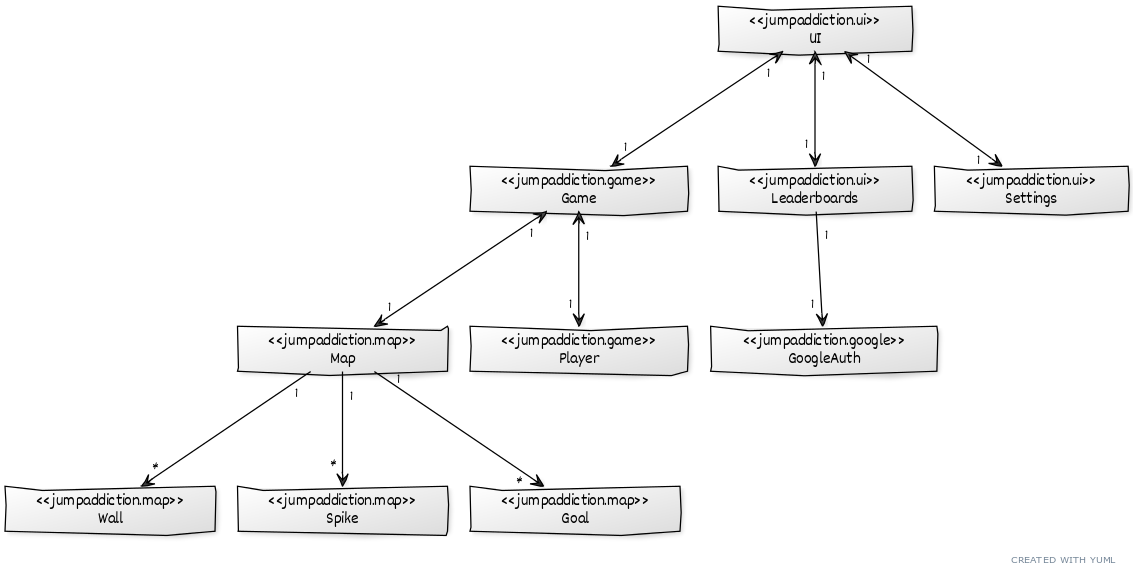 <<jumpaddiction.ui>>
UI
1
1
1
1
1
1
<<jumpaddiction.game>>
Game
<<jumpaddiction.ui>>
Leaderboards
<<jumpaddiction.ui>>
Settings
1
1
1
1
1
1
<<jumpaddiction.map>>
Map
<<jumpaddiction.game>>
Player
<<jumpaddiction.google>>
GoogleAuth
1
1
1
*
*
*
<<jumpaddiction.map>>
Wall
<<jumpaddiction.map>>
Spike
<<jumpaddiction.map>>
Goal
CREATED WITH YUML